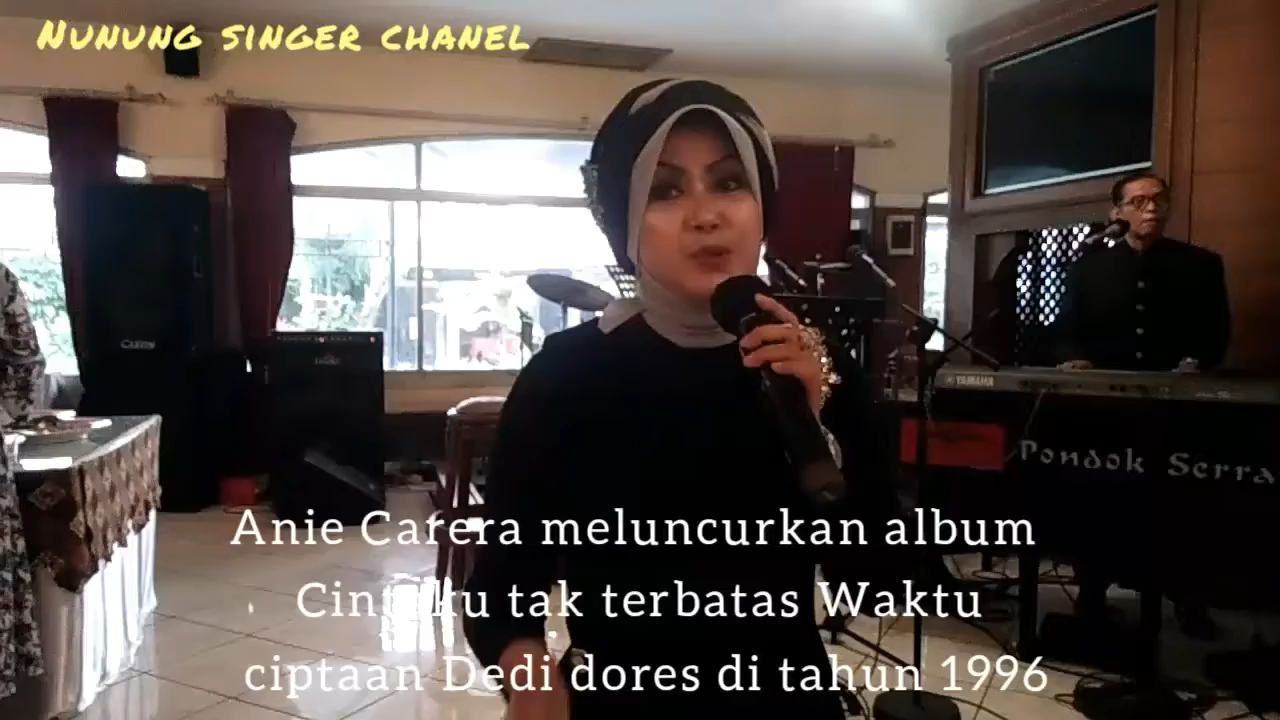 Nunung singer chanel
YAMAHA
Pondok Serra
Anie Carera meluncurkan album
Cintaku tak terbatas Waktu
ciptaan Dedi dores di tahun 1996